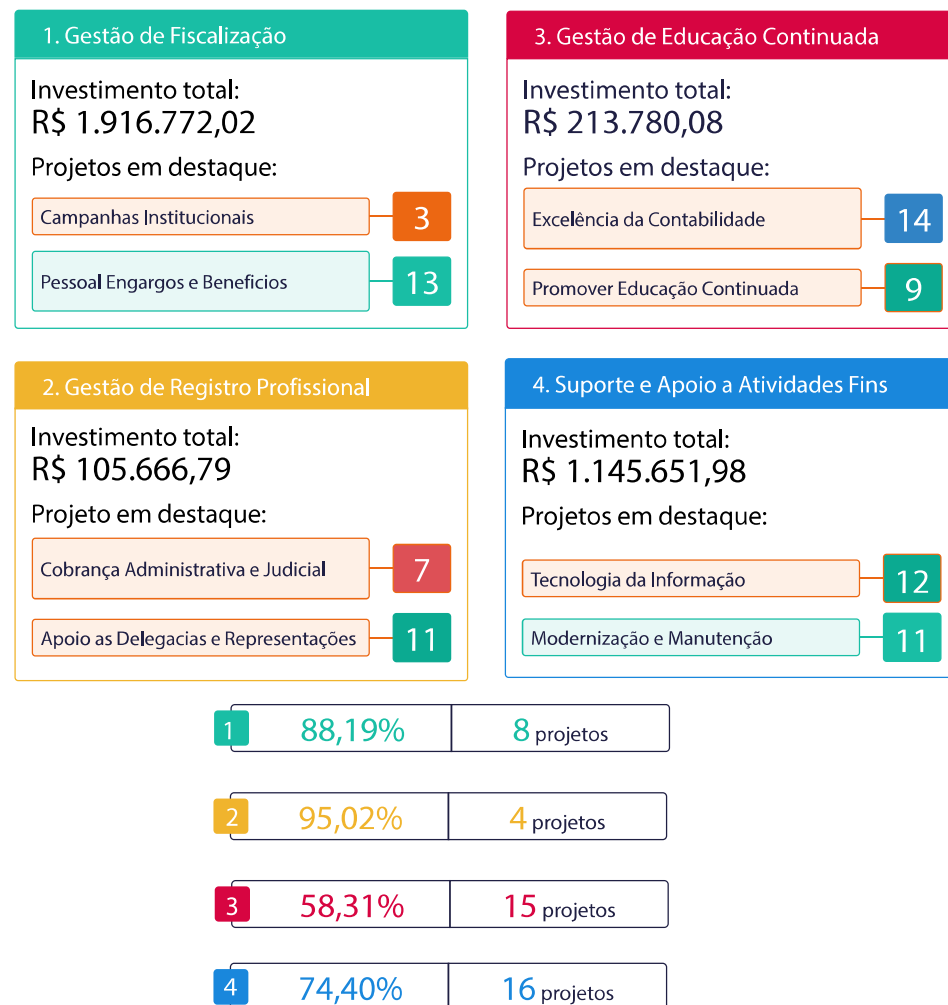 1. Gestão de Fiscalização
Investimento total:
R$ 1.916.772,02
Projetos em destaque:
Campanhas Institucionais 3
Pessoal Engargos e Beneficios 13
2. Gestão de Registro Profissional
Investimento total:
R$ 105.666,79
Projeto em destaque:
Cobrança Administrativa e Judicial 7
Apoio as Delegacias e Representações 11
3. Gestão de Educação Continuada
Investimento total:
R$ 213.780,08
Projetos em destaque:
Excelência da Contabilidade 14
Promover Educação Continuada 9
4. Suporte e Apoio a Atividades Fins
Investimento total:
R$ 1.145.651,98
Projetos em destaque:
Tecnologia da Informação 12
Modernização e Manutenção 11
1 88,19% 8 projetos
2 95,02% 4 projetos
3 58,31% 15 projetos
4 74,40% 16 projetos